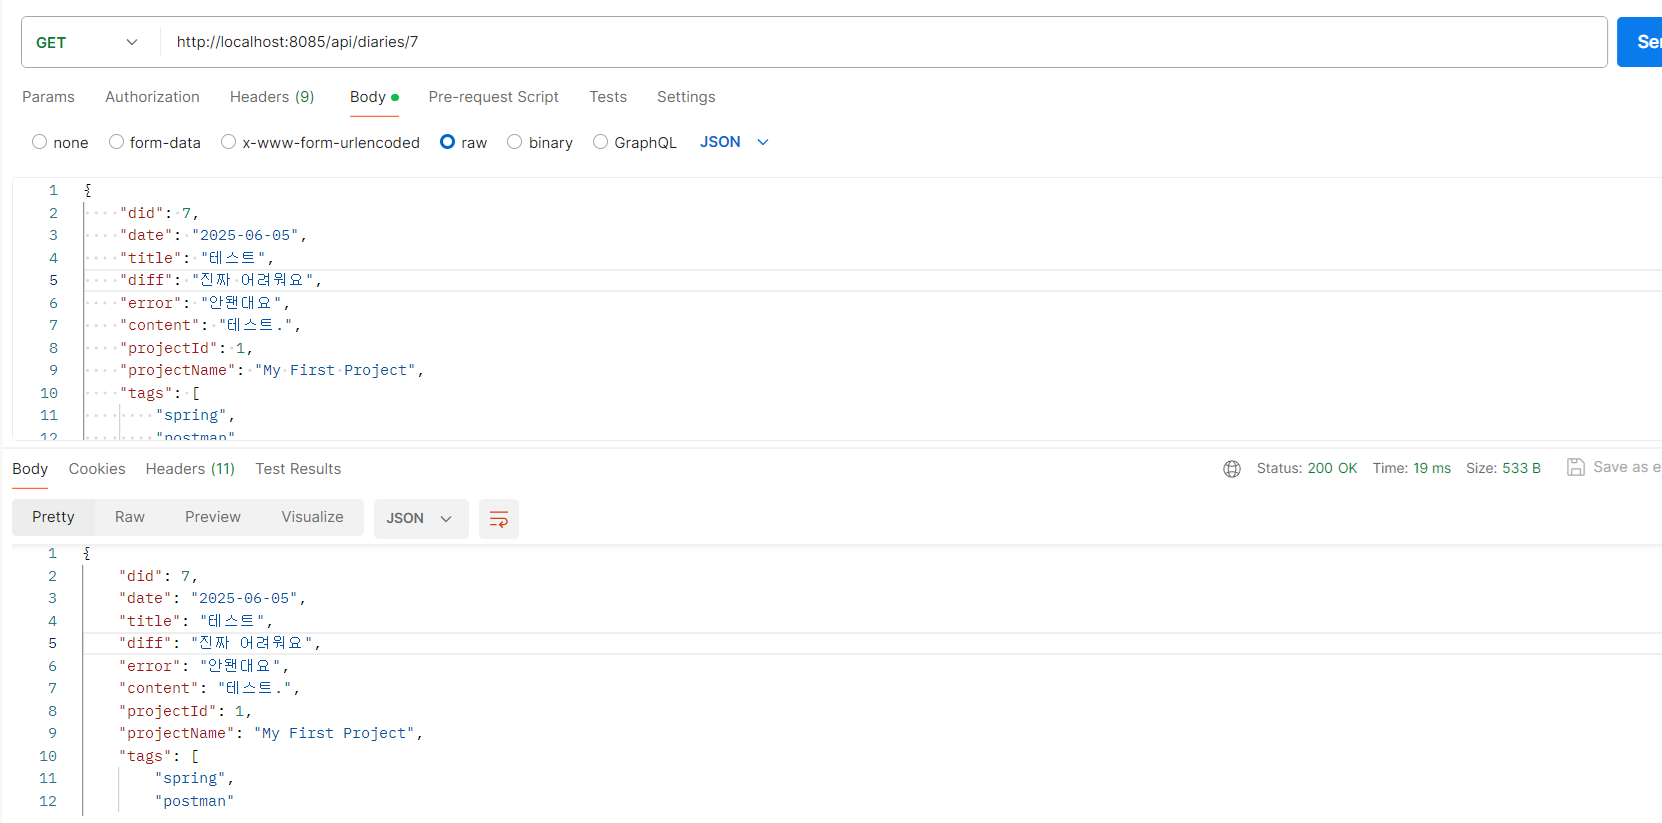 GET http://localhost:8085/api/diaries/7
Params Authorization Headers (9) Body Pre-request Script Tests Settings
none form-data x-www-form-urlencoded raw binary GraphQL JSON
1 {
2 "did": 7,
3 "date": "2025-06-05",
4 "title": "테스트",
5 "diff": "진짜 어려워요",
6 "error": "안됀대요",
7 "content": "테스트.",
8 "projectId": 1,
9 "projectName": "My First Project",
10 "tags": [
11 "spring",
12 "postman"
Body Cookies Headers (11) Test Results Status: 200 OK Time: 19 ms Size: 533 B Save as e
Pretty Raw Preview Visualize JSON
1 {
2 "did": 7,
3 "date": "2025-06-05",
4 "title": "테스트",
5 "diff": "진짜 어려워요",
6 "error": "안됀대요",
7 "content": "테스트.",
8 "projectId": 1,
9 "projectName": "My First Project",
10 "tags": [
11 "spring",
12 "postman"